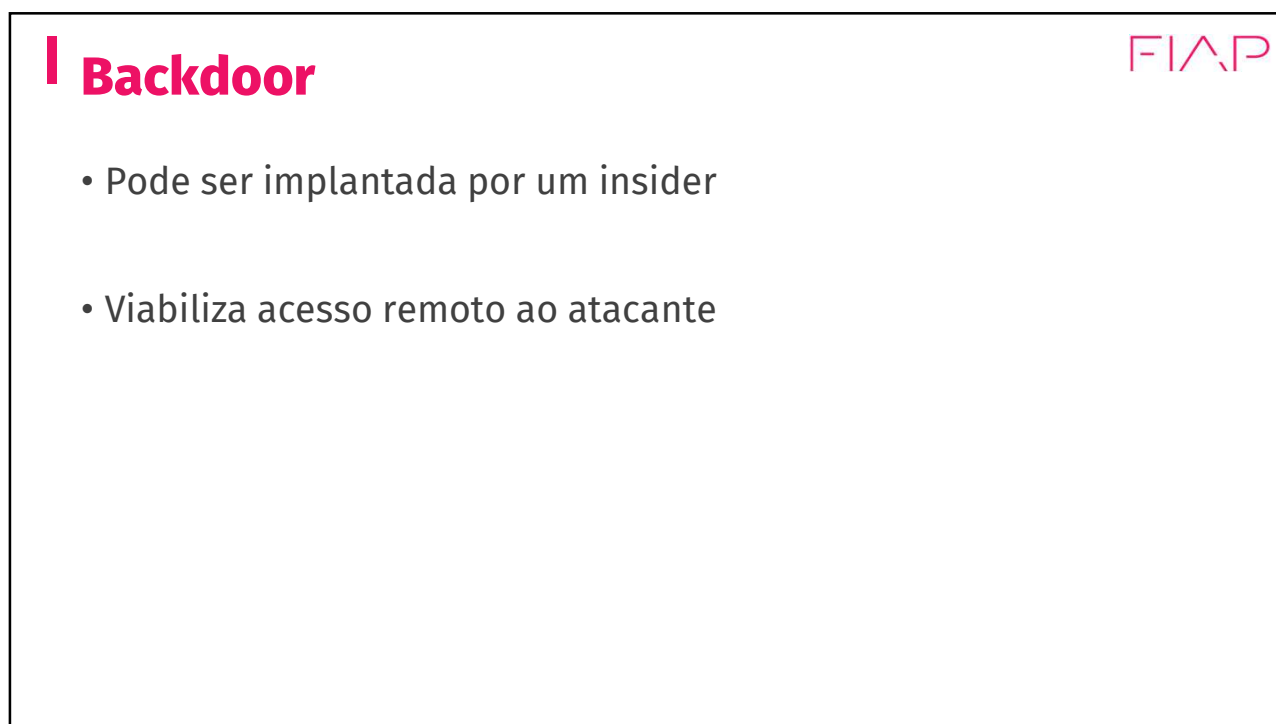 Backdoor
FIAP
• Pode ser implantada por um insider
• Viabiliza acesso remoto ao atacante